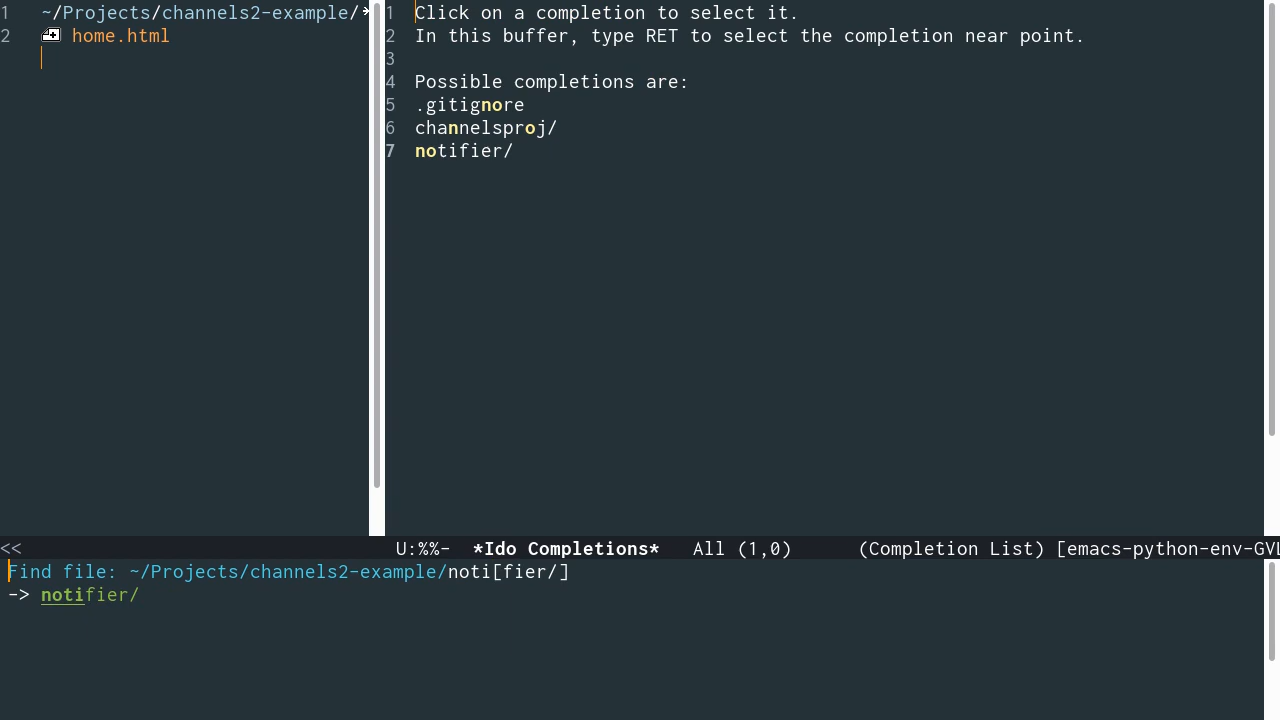 1 ~/Projects/channels2-example/
2 home.html
1 Click on a completion to select it.
2 In this buffer, type RET to select the completion near point.
3
4 Possible completions are:
5 .gitignore
6 channelsproj/
7 notifier/
<< U:%%- *Ido Completions* All (1,0) (Completion List) [emacs-python-env-GVL
Find file: ~/Projects/channels2-example/noti[fier/]
-> notifier/